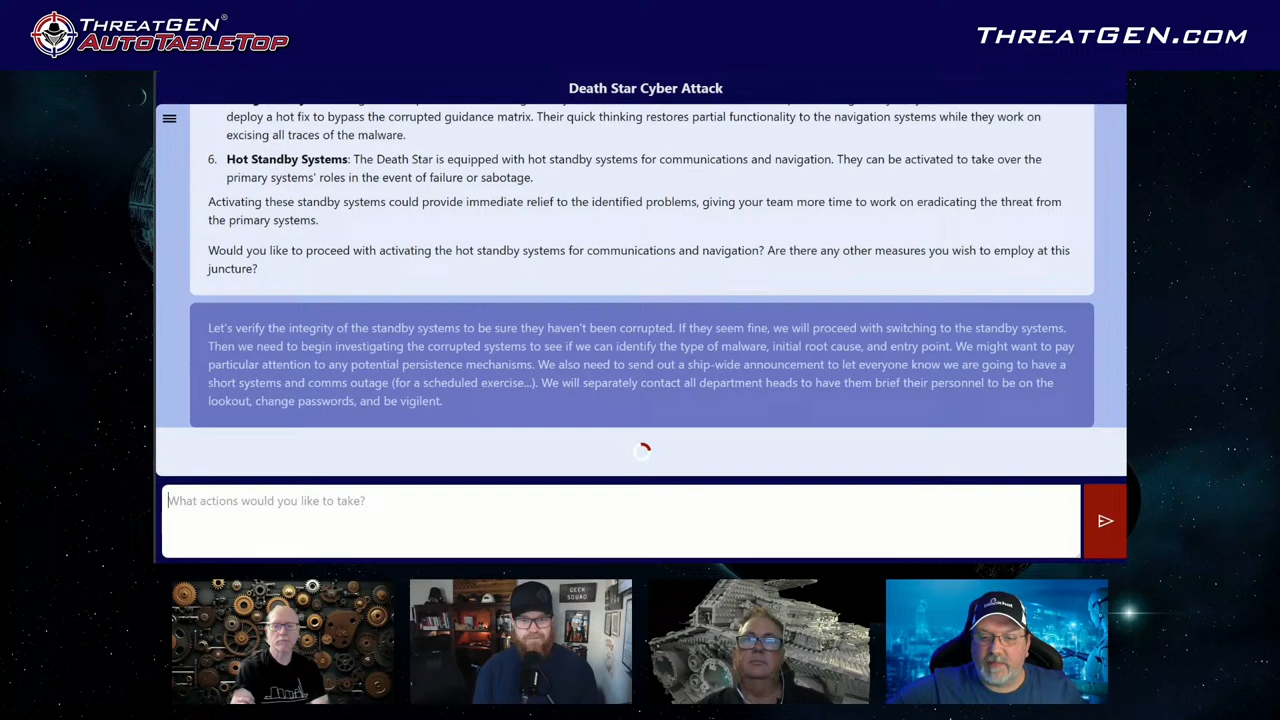 THREATGEN®
AUTOTABLETOP
THREATGEN.COM
Death Star Cyber Attack
deploy a hot fix to bypass the corrupted guidance matrix. Their quick thinking restores partial functionality to the navigation systems while they work on
excising all traces of the malware.
6. Hot Standby Systems: The Death Star is equipped with hot standby systems for communications and navigation. They can be activated to take over the
primary systems' roles in the event of failure or sabotage.
Activating these standby systems could provide immediate relief to the identified problems, giving your team more time to work on eradicating the threat from
the primary systems.
Would you like to proceed with activating the hot standby systems for communications and navigation? Are there any other measures you wish to employ at this
juncture?
Let's verify the integrity of the standby systems to be sure they haven't been corrupted. If they seem fine, we will proceed with switching to the standby systems.
Then we need to begin investigating the corrupted systems to see if we can identify the type of malware, initial root cause, and entry point. We might want to pay
particular attention to any potential persistence mechanisms. We also need to send out a ship-wide announcement to let everyone know we are going to have a
short systems and comms outage (for a scheduled exercise...). We will separately contact all department heads to have them brief their personnel to be on the
lookout, change passwords, and be vigilent.
What actions would you like to take?
GEEK
SQUAD